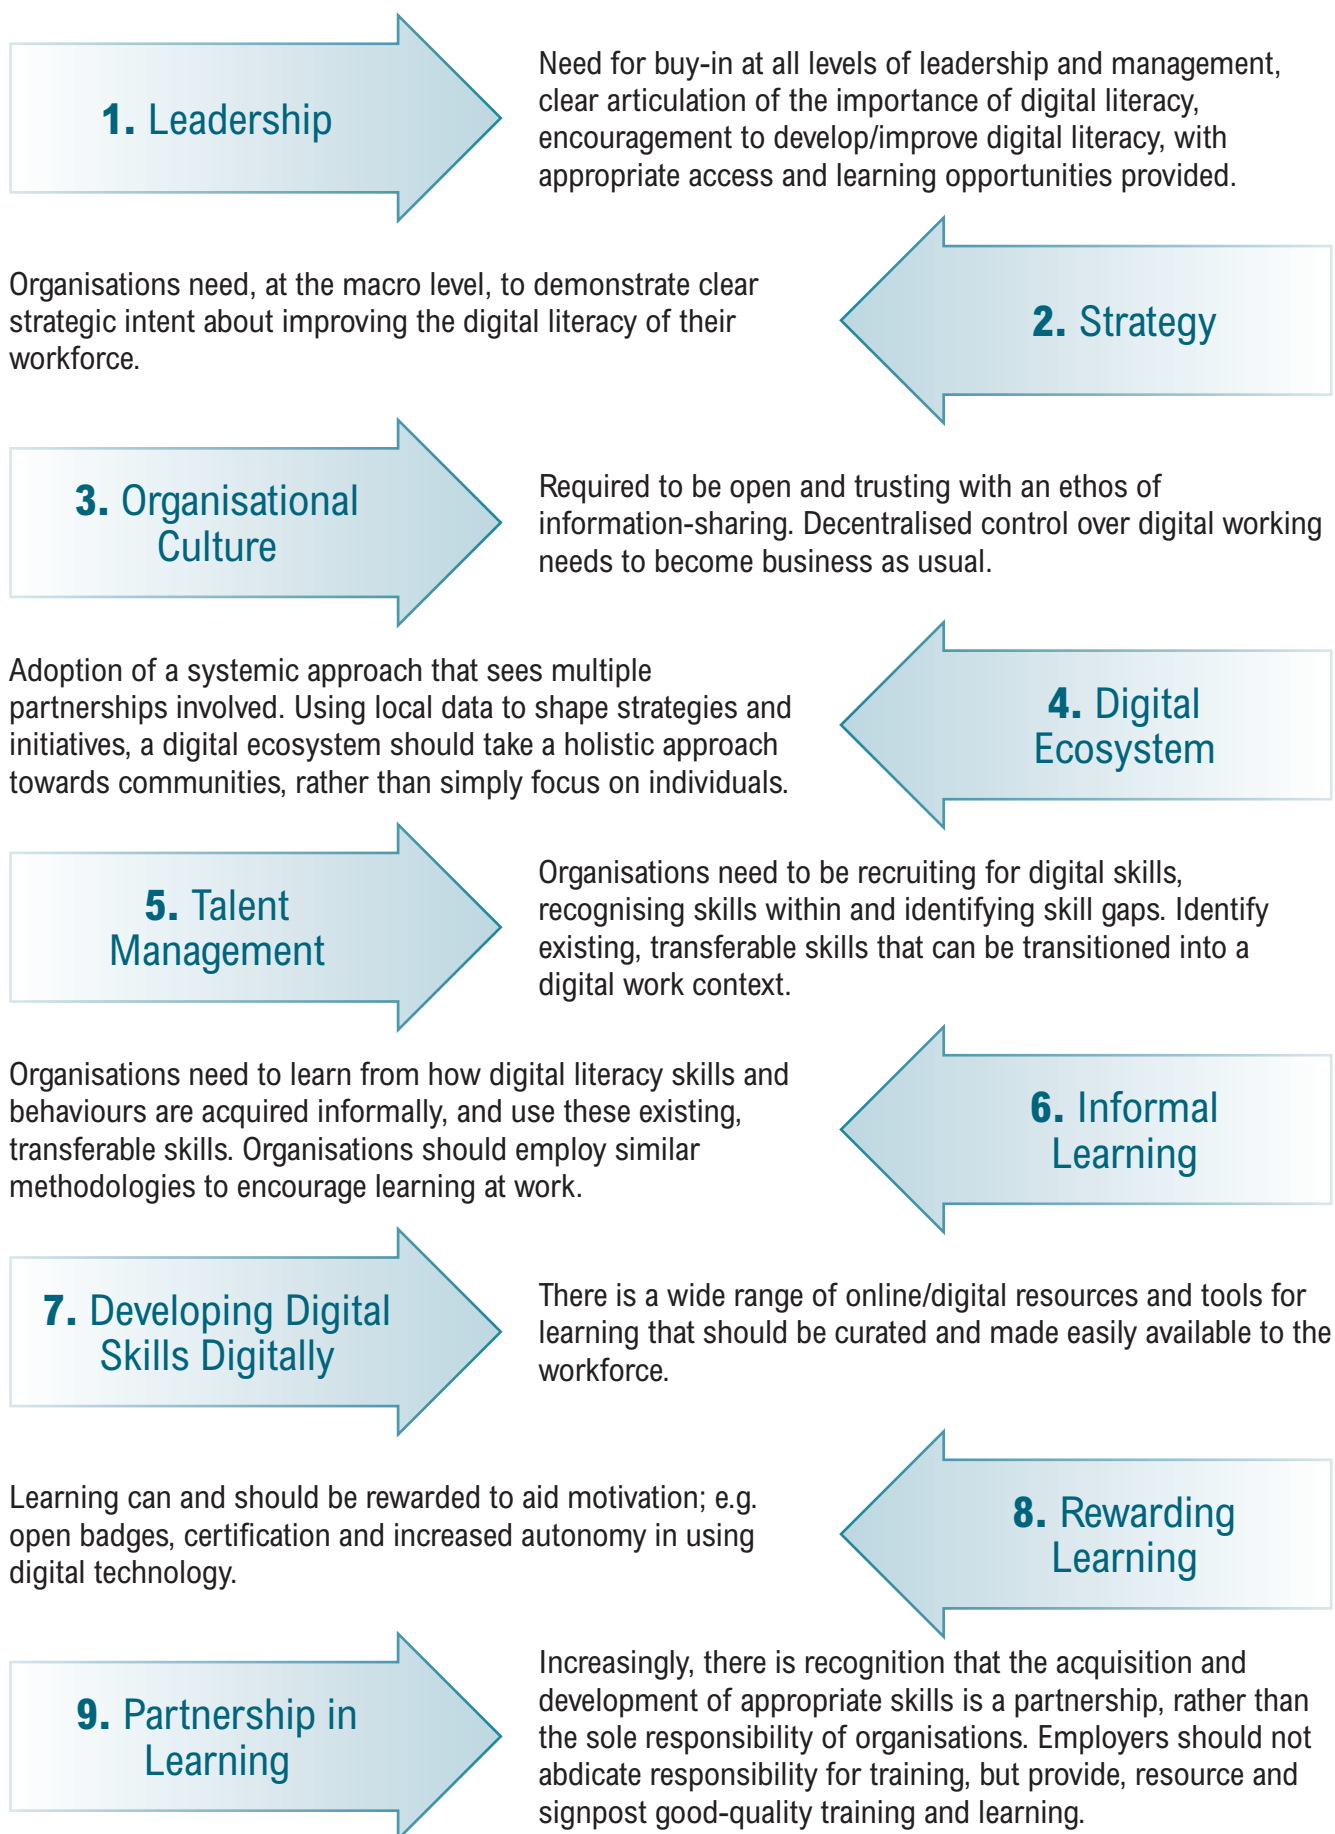 1. Leadership
Need for buy-in at all levels of leadership and management,
clear articulation of the importance of digital literacy,
encouragement to develop/improve digital literacy, with
appropriate access and learning opportunities provided.
Organisations need, at the macro level, to demonstrate clear
strategic intent about improving the digital literacy of their
workforce.
2. Strategy
3. Organisational
Culture
Required to be open and trusting with an ethos of
information-sharing. Decentralised control over digital working
needs to become business as usual.
Adoption of a systemic approach that sees multiple
partnerships involved. Using local data to shape strategies and
initiatives, a digital ecosystem should take a holistic approach
towards communities, rather than simply focus on individuals.
4. Digital
Ecosystem
5. Talent
Management
Organisations need to be recruiting for digital skills,
recognising skills within and identifying skill gaps. Identify
existing, transferable skills that can be transitioned into a
digital work context.
Organisations need to learn from how digital literacy skills and
behaviours are acquired informally, and use these existing,
transferable skills. Organisations should employ similar
methodologies to encourage learning at work.
6. Informal
Learning
7. Developing Digital
Skills Digitally
There is a wide range of online/digital resources and tools for
learning that should be curated and made easily available to the
workforce.
Learning can and should be rewarded to aid motivation; e.g.
open badges, certification and increased autonomy in using
digital technology.
8. Rewarding
Learning
9. Partnership in
Learning
Increasingly, there is recognition that the acquisition and
development of appropriate skills is a partnership, rather than
the sole responsibility of organisations. Employers should not
abdicate responsibility for training, but provide, resource and
signpost good-quality training and learning.